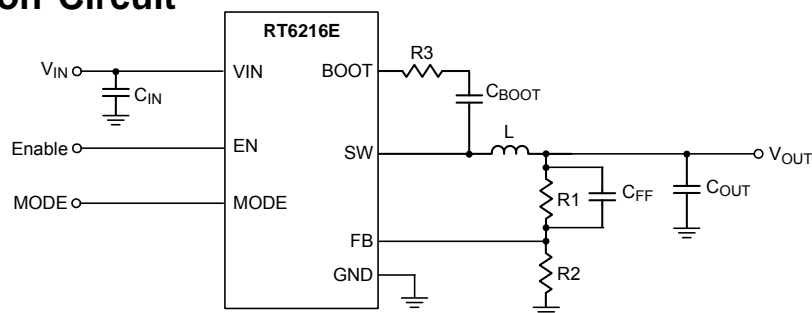 on Circuit
RT6216E
VIN
CIN
Enable
MODE
VIN
EN
MODE
BOOT
SW
FB
GND
R3
CBOOT
L
R1
CFF
R2
COUT
VOUT